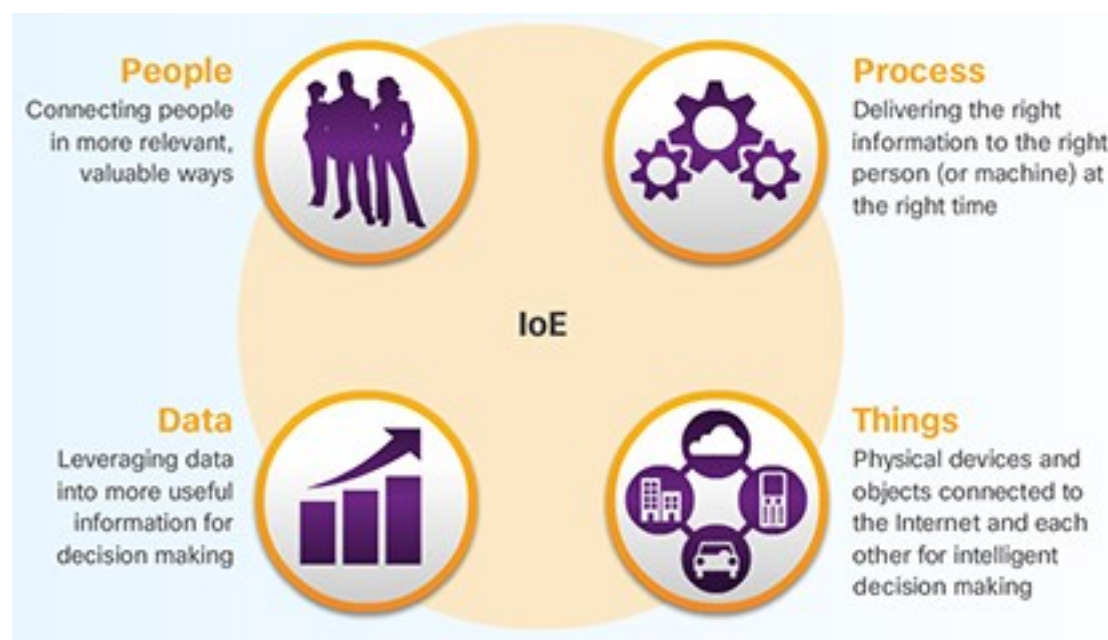 People
Connecting people
in more relevant,
valuable ways
Process
Delivering the right
information to the right
person (or machine) at
the right time
IoE
Data
Leveraging data
into more useful
information for
decision making
Things
Physical devices and
objects connected to
the Internet and each
other for intelligent
decision making